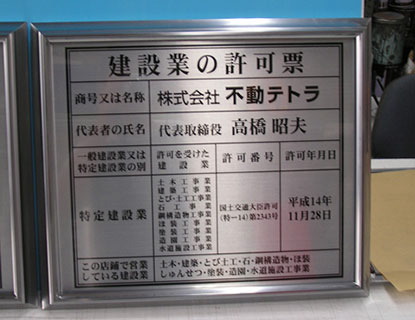 建設業の許可票
商号又は名称 株式会社 不動テトラ
代表者の氏名 代表取締役 高橋 昭夫
一般建設業又は特定建設業の別 許可を受けた建設業 許可番号 許可年月日
特定建設業
土木工事業
建築工事業
とび・土工工事業
石工事業
鋼構造物工事業
ほ装工事業
塗装工事業
造園工事業
水道施設工事業
国土交通大臣許可
(特-14)第2343号
平成14年
11月28日
この店舗で営業している建設業
土木・建築・とび土工・石・鋼構造物・ほ装
しゅんせつ・塗装・造園・水道施設工事業